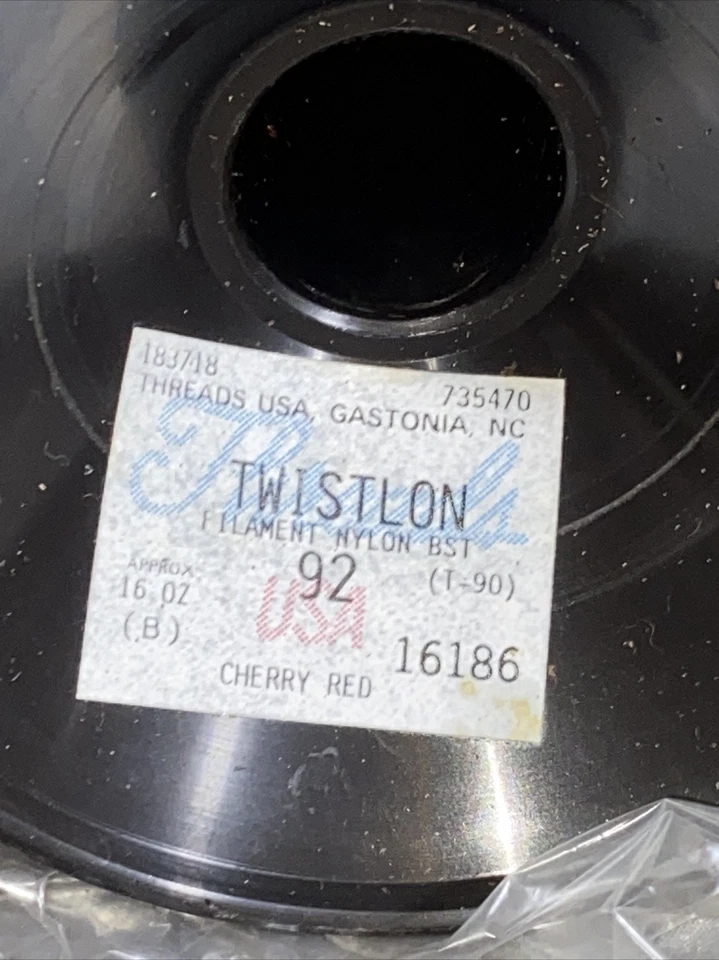 183718 735470
THREADS USA, GASTONIA, NC
Threads
TWISTLON
FILAMENT NYLON BST
APPROX 92 (T-90)
16 OZ
USA
(B) 16186
CHERRY RED